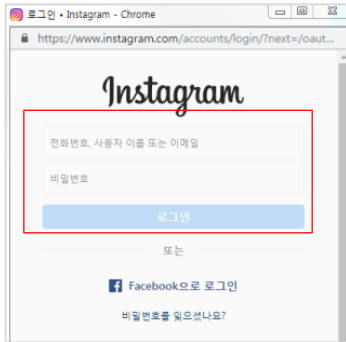 로그인 • Instagram - Chrome
https://www.instagram.com/accounts/login/?next=/oaut...
Instagram
전화번호, 사용자 이름 또는 이메일
비밀번호
로그인
또는
Facebook으로 로그인
비밀번호를 잊으셨나요?